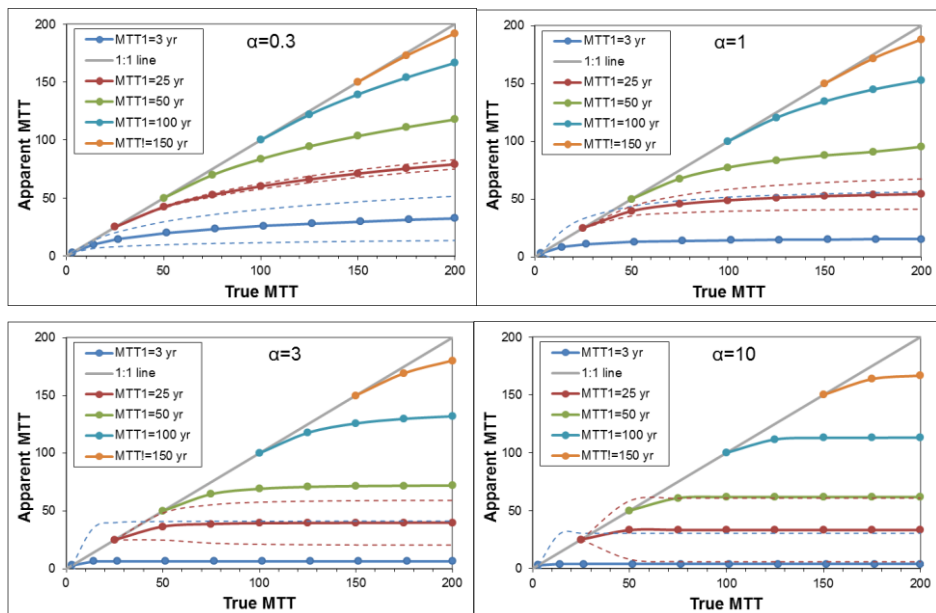 α=0.3
MTT1=3 yr
1:1 line
MTT1=25 yr
MTT1=50 yr
MTT1=100 yr
MTT!=150 yr
Apparent MTT
200
150
100
50
0
0 50 100 150 200
True MTT
α=1
MTT1=3 yr
1:1 line
MTT1=25 yr
MTT1=50 yr
MTT1=100 yr
MTT!=150 yr
Apparent MTT
200
150
100
50
0
0 50 100 150 200
True MTT
α=3
MTT1=3 yr
1:1 line
MTT1=25 yr
MTT1=50 yr
MTT1=100 yr
MTT!=150 yr
Apparent MTT
200
150
100
50
0
0 50 100 150 200
True MTT
α=10
MTT1=3 yr
1:1 line
MTT1=25 yr
MTT1=50 yr
MTT1=100 yr
MTT!=150 yr
Apparent MTT
200
150
100
50
0
0 50 100 150 200
True MTT